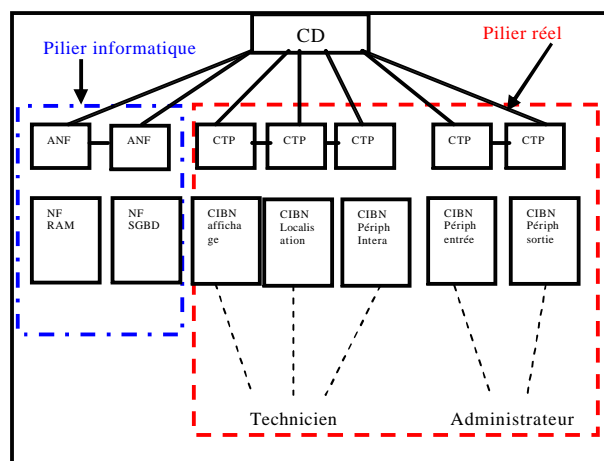 CD
Pilier informatique
Pilier réel
ANF
ANF
CTP
CTP
CTP
CTP
CTP
NF
RAM
NF
SGBD
CIBN
afficha
ge
CIBN
Localis
ation
CIBN
Périph
Intera
CIBN
Périph
entrée
CIBN
Périph
sortie
Technicien
Administrateur